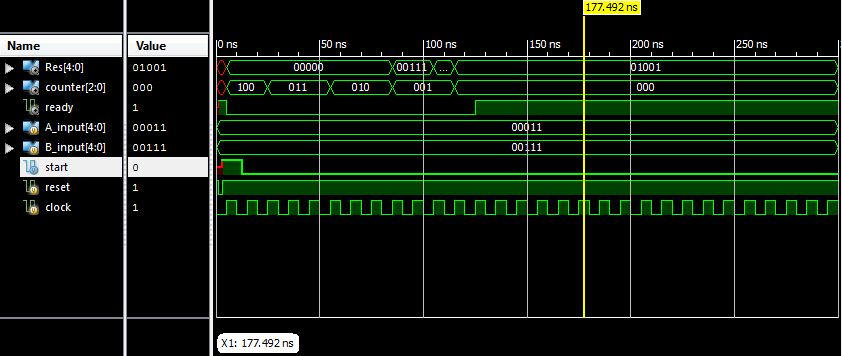 177.492 ns
Name Value 0 ns 50 ns 100 ns 150 ns 200 ns 250 ns
Res[4:0] 01001 00000 00111 ... 01001
counter[2:0] 000 100 011 010 001 000
ready 1
A_input[4:0] 00011 00011
B_input[4:0] 00111 00111
start 0
reset 1
clock 1
X1: 177.492 ns